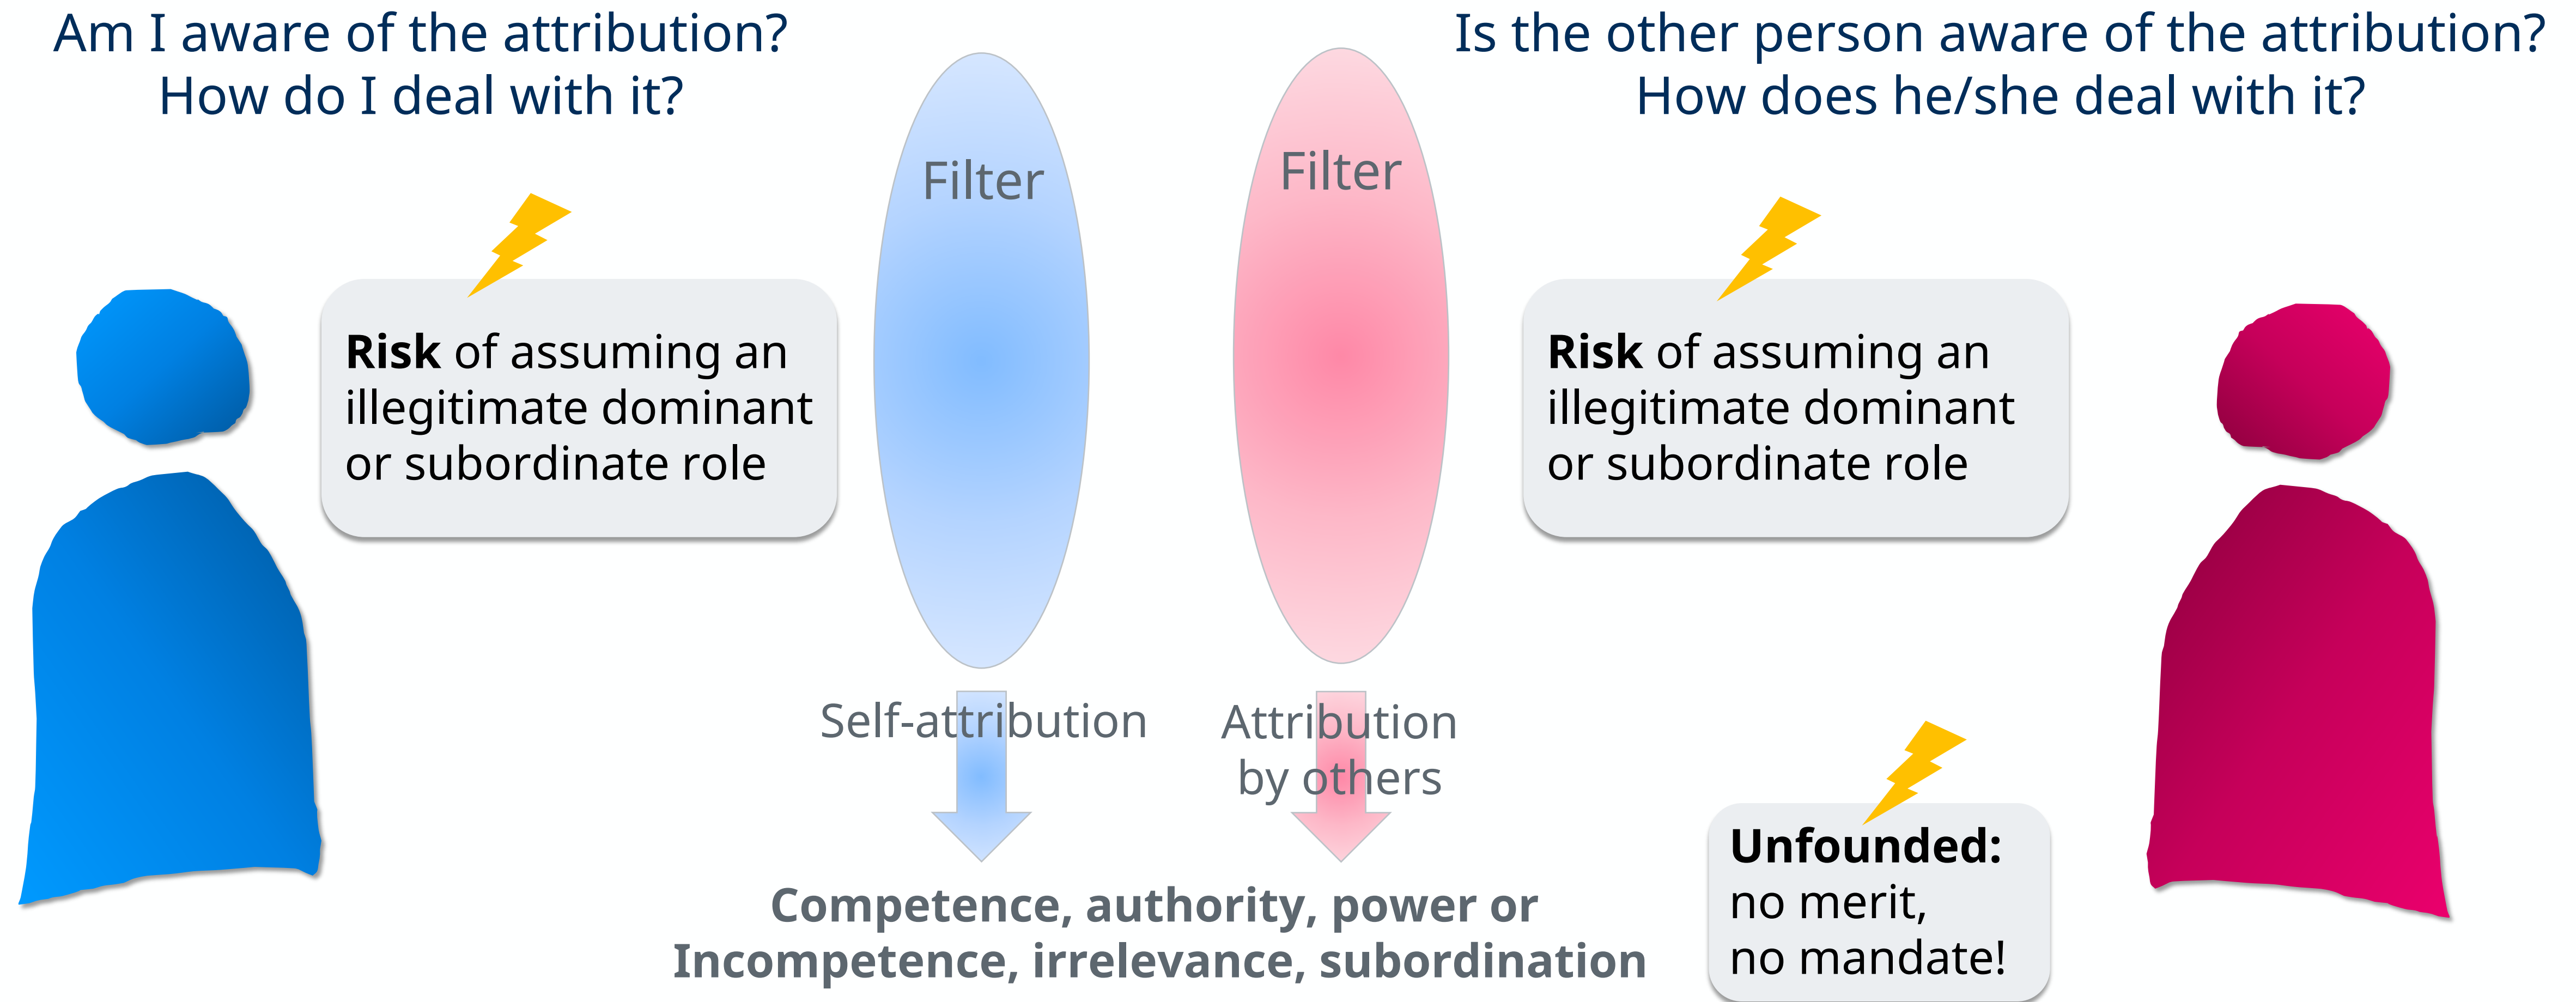 Am I aware of the attribution?
How do I deal with it?
Is the other person aware of the attribution?
How does he/she deal with it?
Filter
Filter
Risk of assuming an
illegitimate dominant
or subordinate role
Risk of assuming an
illegitimate dominant
or subordinate role
Self-attribution
Attribution
by others
Competence, authority, power or
Incompetence, irrelevance, subordination
Unfounded:
no merit,
no mandate!